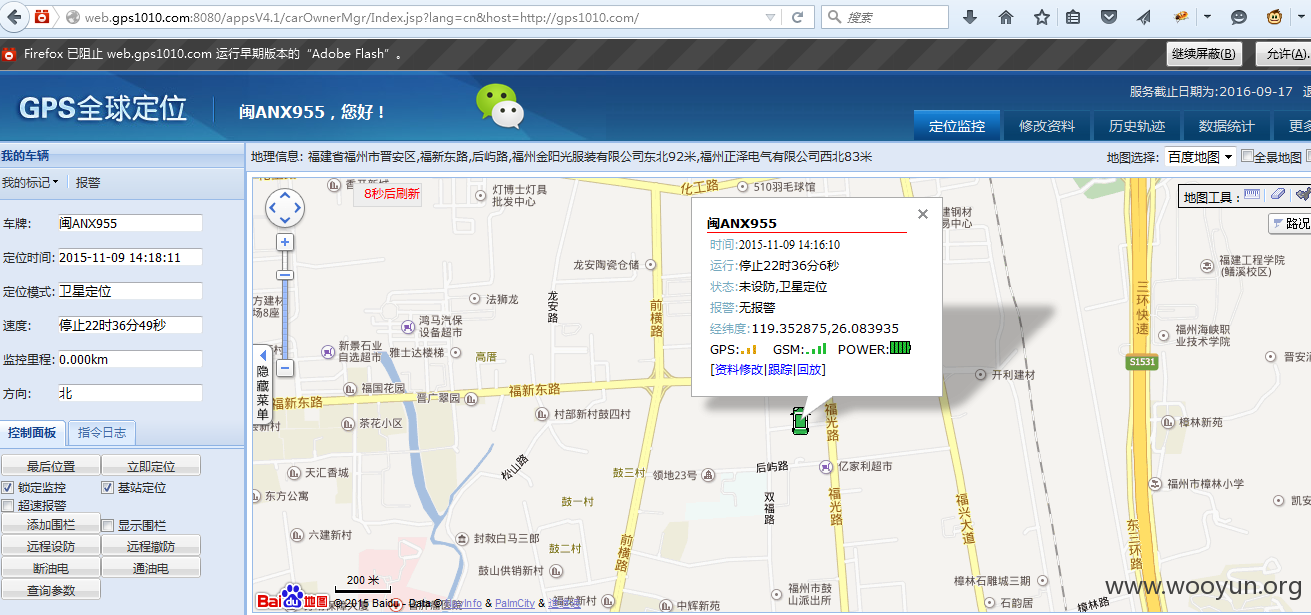 web.gps1010.com:8080/appsV4.1/carOwnerMgr/Index.jsp?lang=cn&host=http://gps1010.com/
搜索
Firefox 已阻止 web.gps1010.com 运行早期版本的“Adobe Flash”。
继续屏蔽(B)
允许(A)..
GPS全球定位
闽ANX955，您好！
服务截止日期为:2016-09-17
定位监控
修改资料
历史轨迹
数据统计
更多
我的车辆
地理信息: 福建省福州市晋安区,福新东路,后屿路,福州金阳光服装有限公司东北92米,福州正泽电气有限公司西北83米
地图选择:
百度地图
全景地图
我的标记
报警
8秒后刷新
地图工具：
路况
车牌:
闽ANX955
定位时间:
2015-11-09 14:18:11
定位模式:
卫星定位
速度:
停止22时36分49秒
监控里程:
0.000km
方向:
北
隐藏菜单
控制面板
指令日志
最后位置
立即定位
锁定监控
基站定位
超速报警
添加围栏
显示围栏
远程设防
远程撤防
断油电
通油电
查询参数
闽ANX955
时间:2015-11-09 14:16:10
运行:停止22时36分6秒
状态:未设防,卫星定位
报警:无报警
经纬度:119.352875,26.083935
GPS:
GSM:
POWER:
[资料修改|跟踪|回放]
灯博士灯具
批发中心
化工路
510羽毛球馆
龙安陶瓷仓储
法狮龙
龙安路
前横路
鸿马汽保
设备超市
新景石业
自选超市
雅士达楼梯
高厝
福国花园
晋广翠园
福新东路
福新东路
茶花小区
村部新村鼓四村
天汇香城
松山路
鼓三村
领地23号
后屿路
亿家利超市
福光路
福光路
东方公寓
鼓一村
双福路
六建新村
封敕白马三郎
鼓二村
前横路
鼓山供销新村
福州市鼓
山派出所
中辉新苑
福建工程学院
(鳝溪校区)
三环快速
福州海峡职
业技术学院
S1531
晋安
开利建材
樟林新苑
福州市樟林小学
凯安
福兴大道
东三环路
樟林石雕城三期
石韵居
樟林路
200 米
Baidu地图
© 2015 Baidu - Data © NavInfo & PalmCity & 道道通
www.wooyun.org